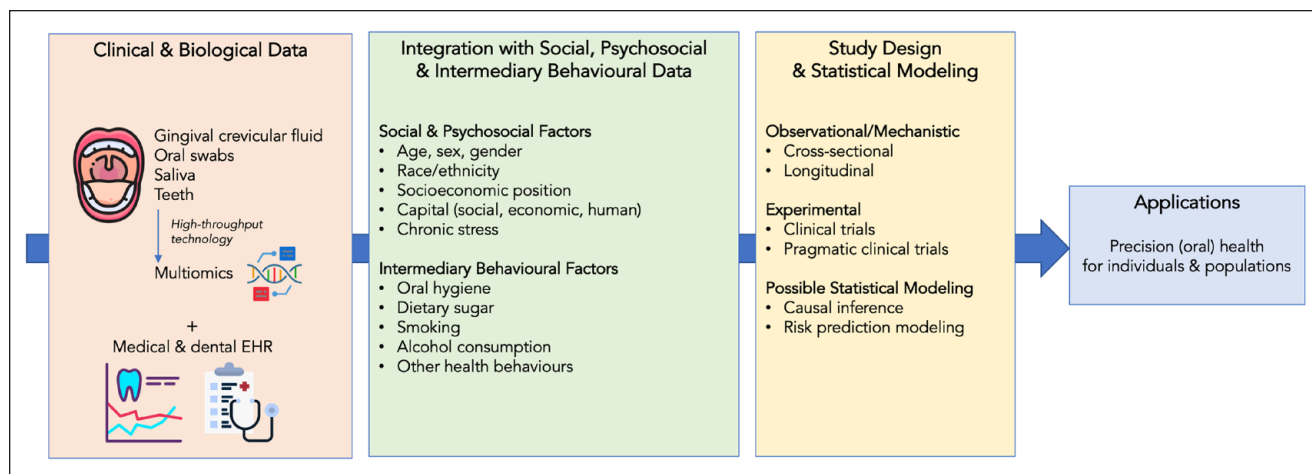 Clinical & Biological Data
Gingival crevicular fluid
Oral swabs
Saliva
Teeth
High-throughput
technology
Multiomics
+
Medical & dental EHR
Integration with Social, Psychosocial
& Intermediary Behavioural Data
Social & Psychosocial Factors
• Age, sex, gender
• Race/ethnicity
• Socioeconomic position
• Capital (social, economic, human)
• Chronic stress
Intermediary Behavioural Factors
• Oral hygiene
• Dietary sugar
• Smoking
• Alcohol consumption
• Other health behaviours
Study Design
& Statistical Modeling
Observational/Mechanistic
• Cross-sectional
• Longitudinal
Experimental
• Clinical trials
• Pragmatic clinical trials
Possible Statistical Modeling
• Causal inference
• Risk prediction modeling
Applications
Precision (oral) health
for individuals & populations